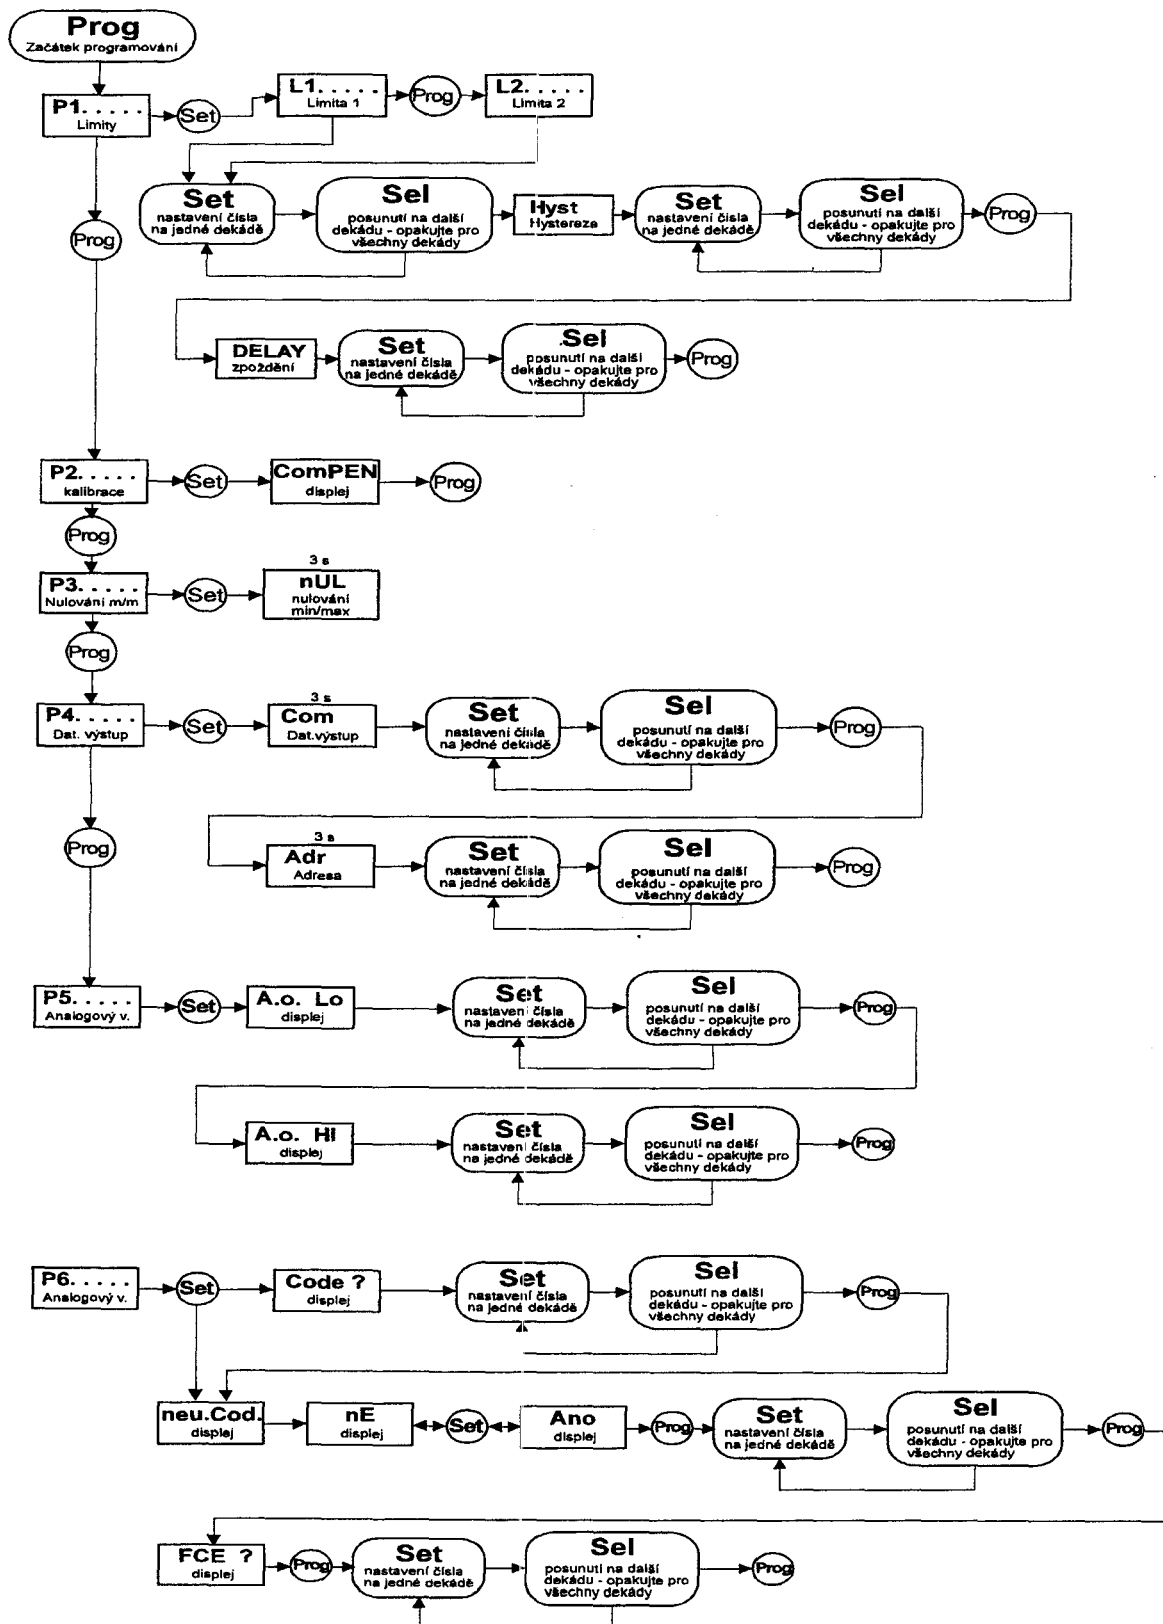 Prog
Začátek programování
P1. . . . .
Limity
Set
L1. . . . .
Limita 1
Prog
L2. . . . .
Limita 2
Prog
Set
nastavení čísla
na jedné dekádě
Sel
posunutí na další
dekádu - opakujte pro
všechny dekády
Hyst
Hystereze
Set
nastavení čísla
na jedné dekádě
Sel
posunutí na další
dekádu - opakujte pro
všechny dekády
Prog
DELAY
zpoždění
Set
nastavení čísla
na jedné dekádě
Sel
posunutí na další
dekádu - opakujte pro
všechny dekády
Prog
P2. . . . .
kalibrace
Set
ComPEN
displej
Prog
Prog
P3. . . . .
Nulování m/m
Set
3 s
nUL
nulování
min/max
Prog
P4. . . . .
Dat. výstup
Set
3 s
Com
Dat.výstup
Set
nastavení čísla
na jedné dekádě
Sel
posunutí na další
dekádu - opakujte pro
všechny dekády
Prog
Prog
3 s
Adr
Adresa
Set
nastavení čísla
na jedné dekádě
Sel
posunutí na další
dekádu - opakujte pro
všechny dekády
Prog
P5. . . . .
Analogový v.
Set
A.o. Lo
displej
Set
nastavení čísla
na jedné dekádě
Sel
posunutí na další
dekádu - opakujte pro
všechny dekády
Prog
A.o. HI
displej
Set
nastavení čísla
na jedné dekádě
Sel
posunutí na další
dekádu - opakujte pro
všechny dekády
Prog
P6. . . . .
Analogový v.
Set
Code ?
displej
Set
nastavení čísla
na jedné dekádě
Sel
posunutí na další
dekádu - opakujte pro
všechny dekády
Prog
neu.Cod.
displej
nE
displej
Set
Ano
displej
Prog
Set
nastavení čísla
na jedné dekádě
Sel
posunutí na další
dekádu - opakujte pro
všechny dekády
Prog
FCE ?
displej
Prog
Set
nastavení čísla
na jedné dekádě
Sel
posunutí na další
dekádu - opakujte pro
všechny dekády
Prog